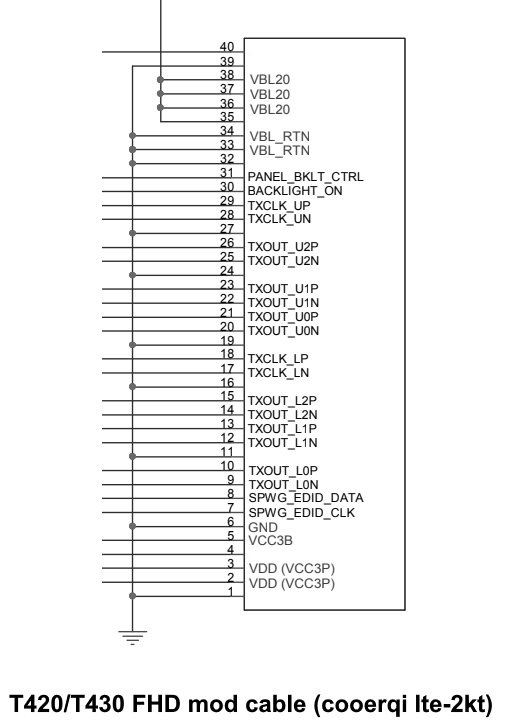 40
39
38 VBL20
37 VBL20
36 VBL20
35
34 VBL_RTN
33 VBL_RTN
32
31 PANEL_BKLT_CTRL
30 BACKLIGHT_ON
29 TXCLK_UP
28 TXCLK_UN
27
26 TXOUT_U2P
25 TXOUT_U2N
24
23 TXOUT_U1P
22 TXOUT_U1N
21 TXOUT_U0P
20 TXOUT_U0N
19
18 TXCLK_LP
17 TXCLK_LN
16
15 TXOUT_L2P
14 TXOUT_L2N
13 TXOUT_L1P
12 TXOUT_L1N
11
10 TXOUT_L0P
9 TXOUT_L0N
8 SPWG_EDID_DATA
7 SPWG_EDID_CLK
6 GND
5 VCC3B
4
3 VDD (VCC3P)
2 VDD (VCC3P)
1
T420/T430 FHD mod cable (cooerqi lte-2kt)